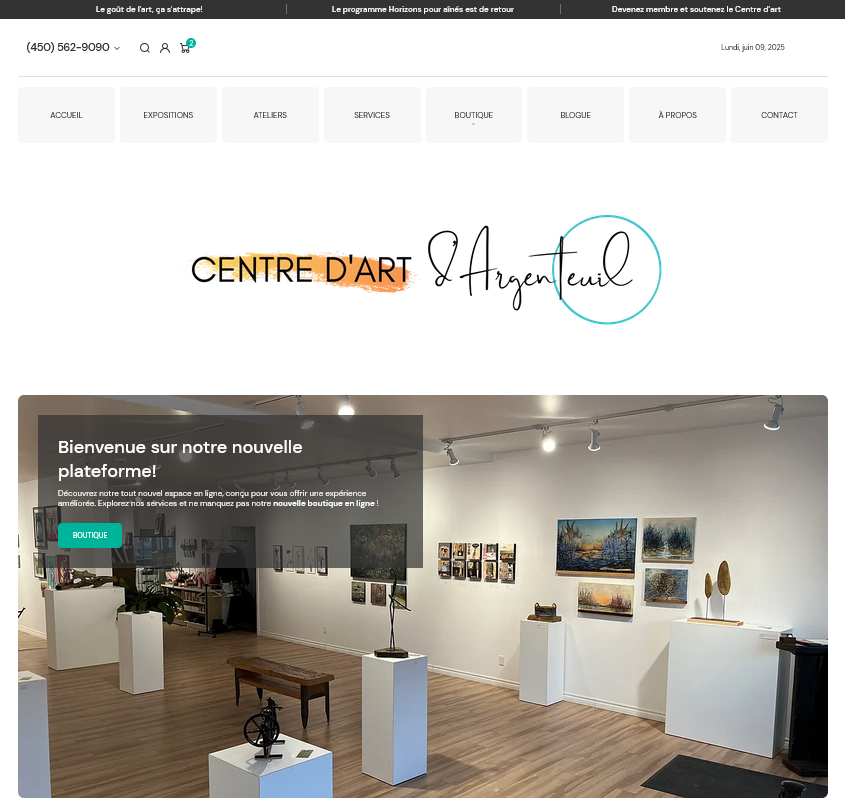 Le goût de l'art, ça s'attrape!
Le programme Horizons pour aînés est de retour
Devenez membre et soutenez le Centre d'art
(450) 562-9090
2
Lundi, juin 09, 2025
ACCUEIL
EXPOSITIONS
ATELIERS
SERVICES
BOUTIQUE
BLOGUE
À PROPOS
CONTACT
CENTRE D'ART d'Argenteuil
Bienvenue sur notre nouvelle
plateforme!
Découvrez notre tout nouvel espace en ligne, conçu pour vous offrir une expérience
améliorée. Explorez nos services et ne manquez pas notre nouvelle boutique en ligne !
BOUTIQUE